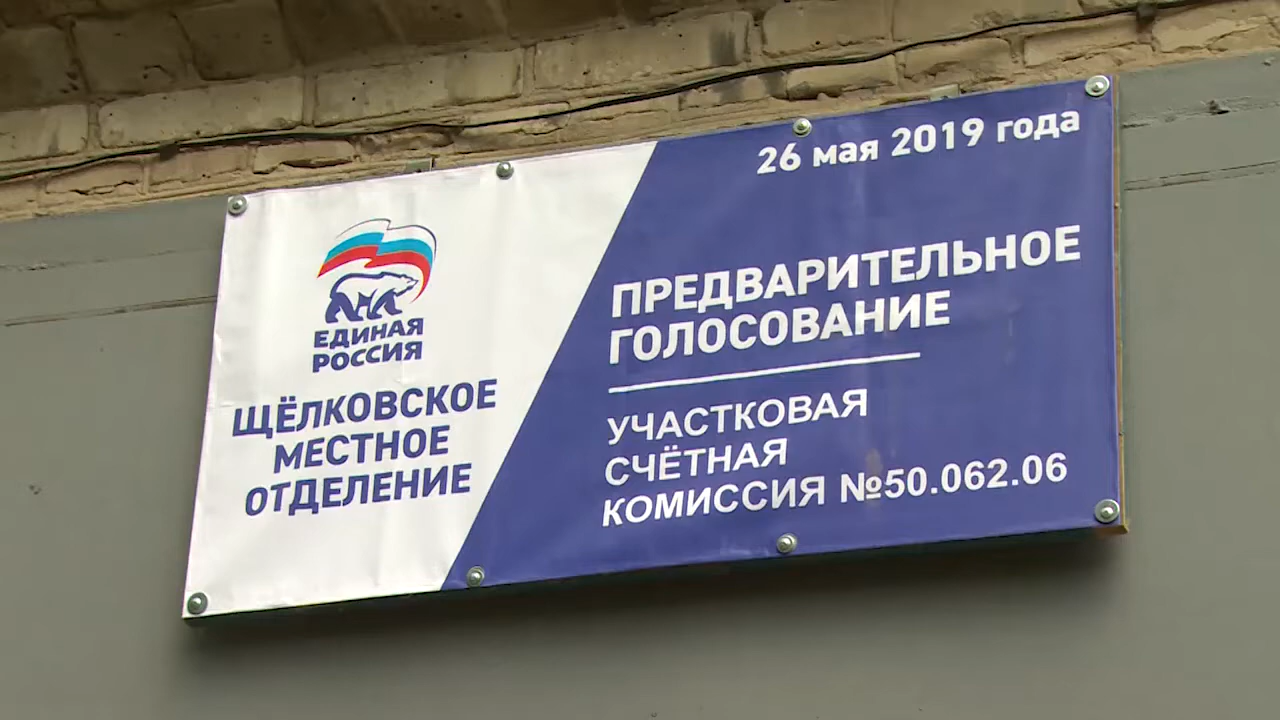 ЕДИНАЯ
РОССИЯ
ЩЁЛКОВСКОЕ
МЕСТНОЕ
ОТДЕЛЕНИЕ
26 мая 2019 года
ПРЕДВАРИТЕЛЬНОЕ
ГОЛОСОВАНИЕ
УЧАСТКОВАЯ
СЧЁТНАЯ
КОМИССИЯ №50.062.06